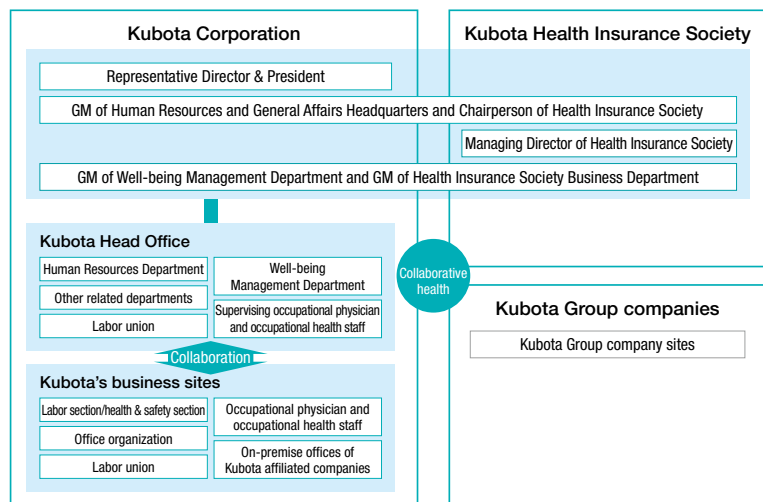 Kubota Corporation
Kubota Health Insurance Society
Representative Director & President
GM of Human Resources and General Affairs Headquarters and Chairperson of Health Insurance Society
Managing Director of Health Insurance Society
GM of Well-being Management Department and GM of Health Insurance Society Business Department
Kubota Head Office
Human Resources Department
Other related departments
Labor union
Well-being
Management Department
Supervising occupational physician
and occupational health staff
Collaborative
health
Collaboration
Kubota's business sites
Labor section/health & safety section
Office organization
Labor union
Occupational physician and
occupational health staff
On-premise offices of
Kubota affiliated companies
Kubota Group companies
Kubota Group company sites